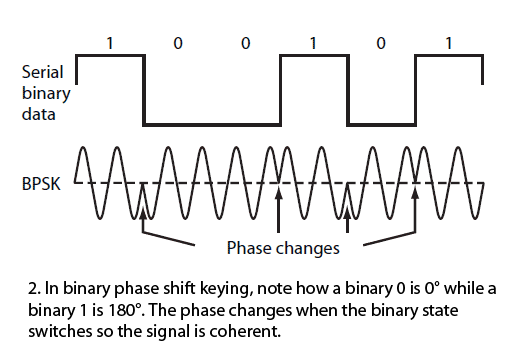 1 0 0 1 0 1
Serial
binary
data
BPSK
Phase changes
2. In binary phase shift keying, note how a binary 0 is 0° while a
binary 1 is 180°. The phase changes when the binary state
switches so the signal is coherent.